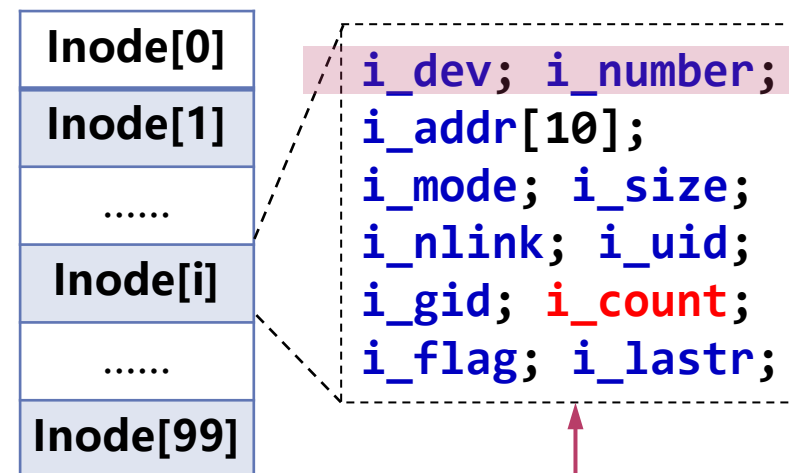 Inode[0]
Inode[1]
……
Inode[i]
……
Inode[99]
i_dev; i_number;
i_addr[10];
i_mode; i_size;
i_nlink; i_uid;
i_gid; i_count;
i_flag; i_lastr;